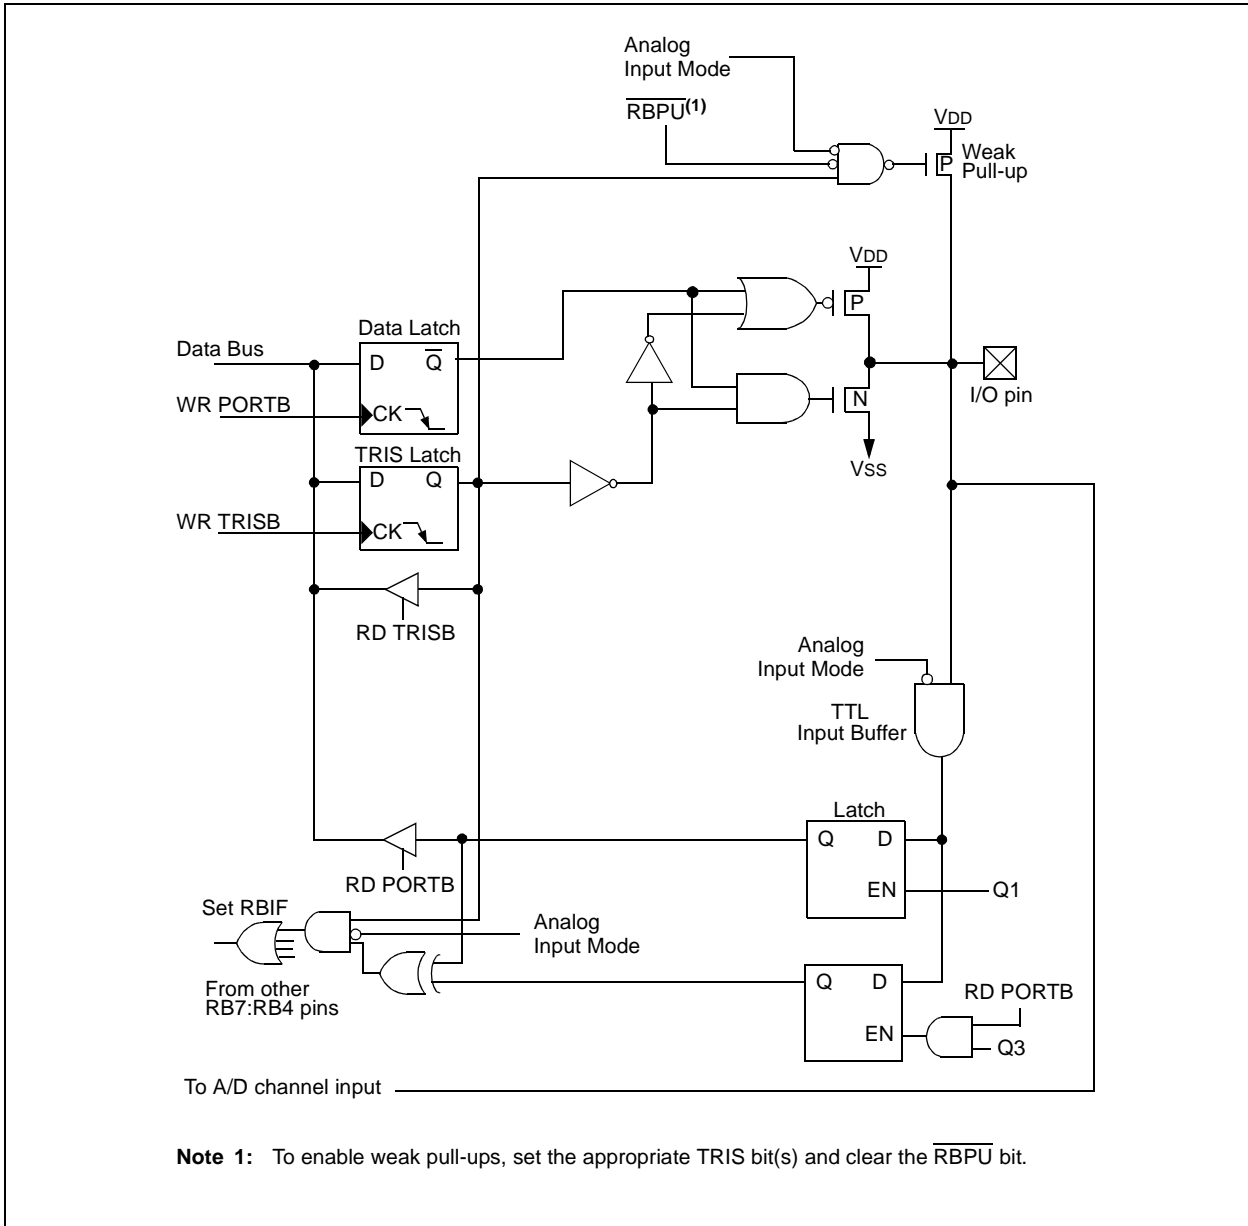 Analog
Input Mode
RBPU(1)
VDD
Weak
Pull-up
P
VDD
P
Data Latch
Data Bus
D
Q
WR PORTB
CK
N
I/O pin
VSS
TRIS Latch
D
Q
WR TRISB
CK
RD TRISB
Analog
Input Mode
TTL
Input Buffer
Latch
Q
D
EN
Q1
RD PORTB
Set RBIF
Analog
Input Mode
From other
RB7:RB4 pins
Q
D
EN
RD PORTB
Q3
To A/D channel input
Note 1: To enable weak pull-ups, set the appropriate TRIS bit(s) and clear the RBPU bit.